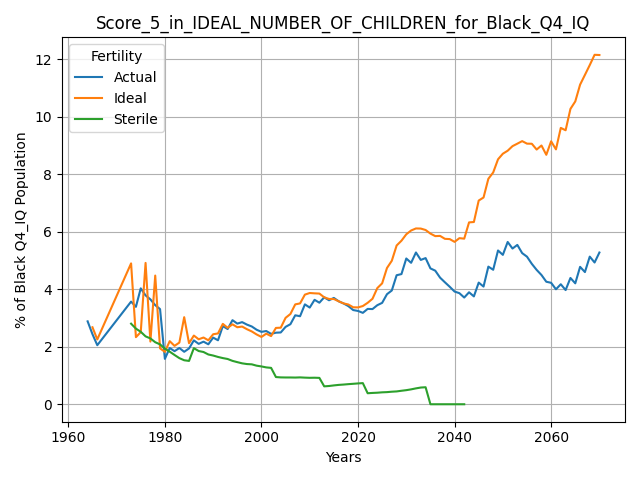 Score_5_in_IDEAL_NUMBER_OF_CHILDREN_for_Black_Q4_IQ
Fertility
Actual
Ideal
Sterile
% of Black Q4_IQ Population
12
10
8
6
4
2
0
1960 1980 2000 2020 2040 2060
Years